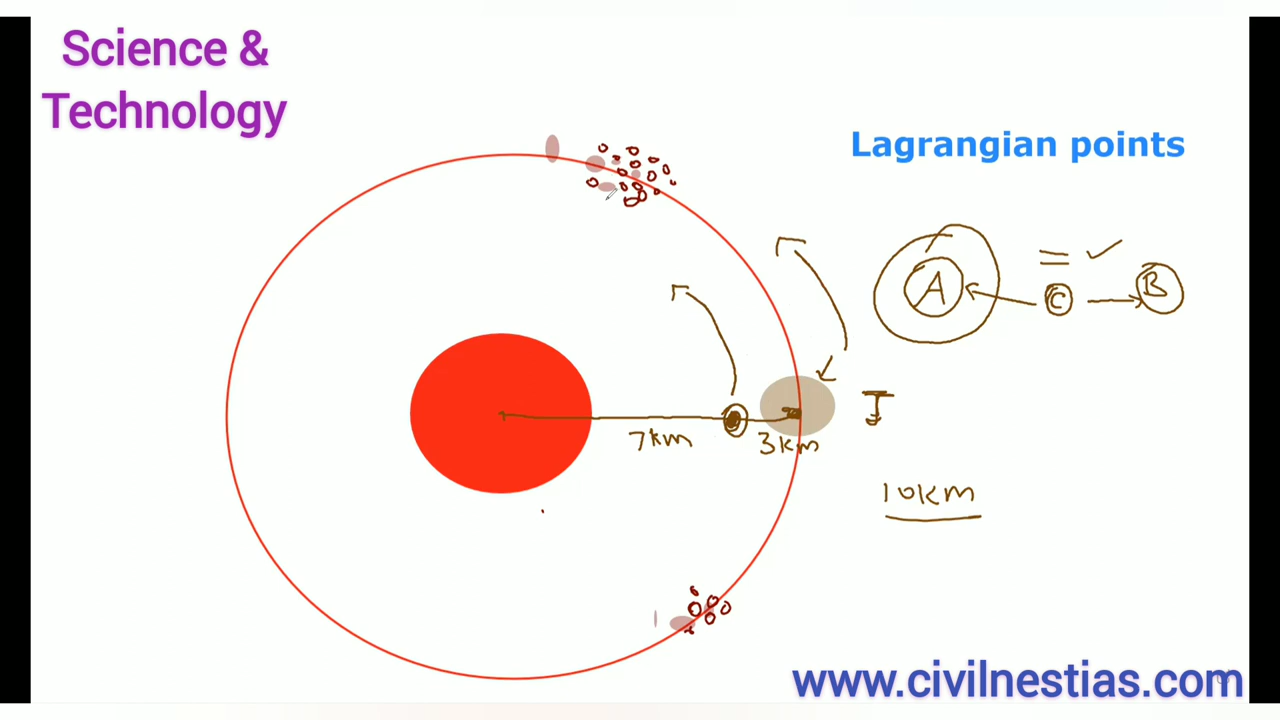 Science &
Technology
Lagrangian points
A
C
B
J
7km
3km
10km
www.civilnestias.com